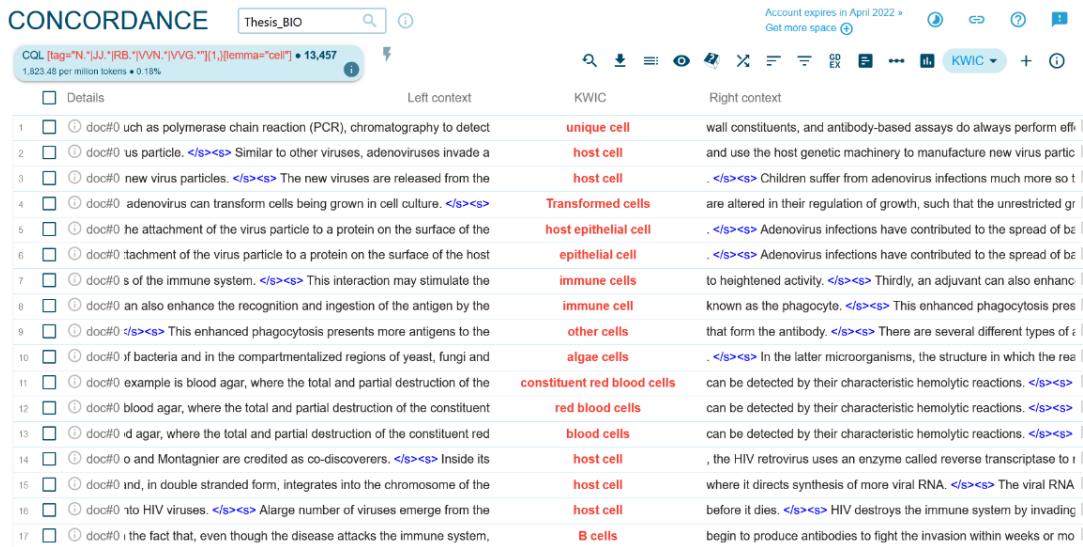 CONCORDANCE Thesis_BIO Account expires in April 2022 »
Get more space
CQL [tag="N.*|JJ.*|RB.*|VVN.*|VVG.*"]{1,}[lemma="cell"] • 13,457
1,823.48 per milion tokens • 0.18%
GD EX KWIC
Details Left context KWIC Right context
1 doc#0 uch as polymerase chain reaction (PCR), chromatography to detect unique cell wall constituents, and antibody-based assays do always perform eff
2 doc#0 us particle. </s><s> Similar to other viruses, adenoviruses invade a host cell and use the host genetic machinery to manufacture new virus partic
3 doc#0 new virus particles. </s><s> The new viruses are released from the host cell . </s><s> Children suffer from adenovirus infections much more so t
4 doc#0 adenovirus can transform cells being grown in cell culture. </s><s> Transformed cells are altered in their regulation of growth, such that the unrestricted gr
5 doc#0 he attachment of the virus particle to a protein on the surface of the host epithelial cell . </s><s> Adenovirus infections have contributed to the spread of ba
6 doc#0 ttachment of the virus particle to a protein on the surface of the host epithelial cell . </s><s> Adenovirus infections have contributed to the spread of ba
7 doc#0 s of the immune system. </s><s> This interaction may stimulate the immune cells to heightened activity. </s><s> Thirdly, an adjuvant can also enhanc
8 doc#0 an also enhance the recognition and ingestion of the antigen by the immune cell known as the phagocyte. </s><s> This enhanced phagocytosis pres
9 doc#0 </s><s> This enhanced phagocytosis presents more antigens to the other cells that form the antibody. </s><s> There are several different types of a
10 doc#0 of bacteria and in the compartmentalized regions of yeast, fungi and algae cells . </s><s> In the latter microorganisms, the structure in which the rea
11 doc#0 example is blood agar, where the total and partial destruction of the constituent red blood cells can be detected by their characteristic hemolytic reactions. </s><s>
12 doc#0 blood agar, where the total and partial destruction of the constituent red blood cells can be detected by their characteristic hemolytic reactions. </s><s>
13 doc#0 d agar, where the total and partial destruction of the constituent red blood cells can be detected by their characteristic hemolytic reactions. </s><s>
14 doc#0 o and Montagnier are credited as co-discoverers. </s><s> Inside its host cell , the HIV retrovirus uses an enzyme called reverse transcriptase to
15 doc#0 and, in double stranded form, integrates into the chromosome of the host cell where it directs synthesis of more viral RNA. </s><s> The viral RNA
16 doc#0 nto HIV viruses. </s><s> Alarge number of viruses emerge from the host cell before it dies. </s><s> HIV destroys the immune system by invading
17 doc#0 the fact that, even though the disease attacks the immune system, B cells begin to produce antibodies to fight the invasion within weeks or mo